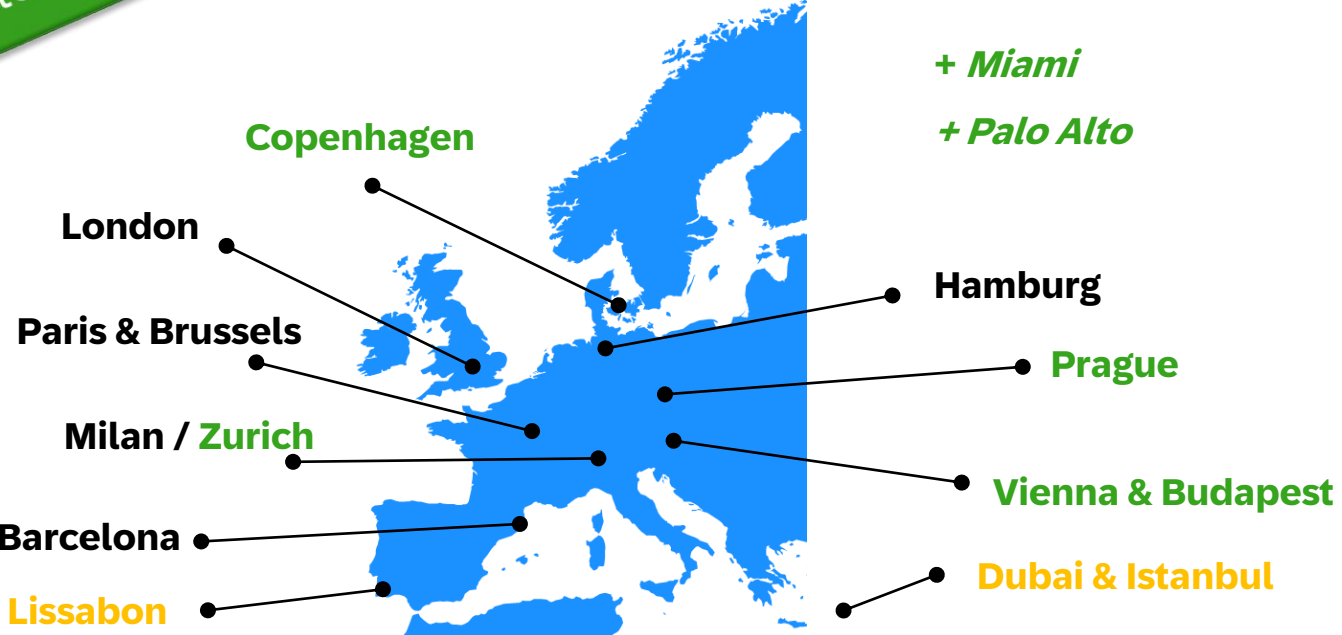 + Miami
+ Palo Alto
Copenhagen
London
Hamburg
Paris & Brussels
Prague
Milan / Zurich
Vienna & Budapest
Barcelona
Dubai & Istanbul
Lissabon